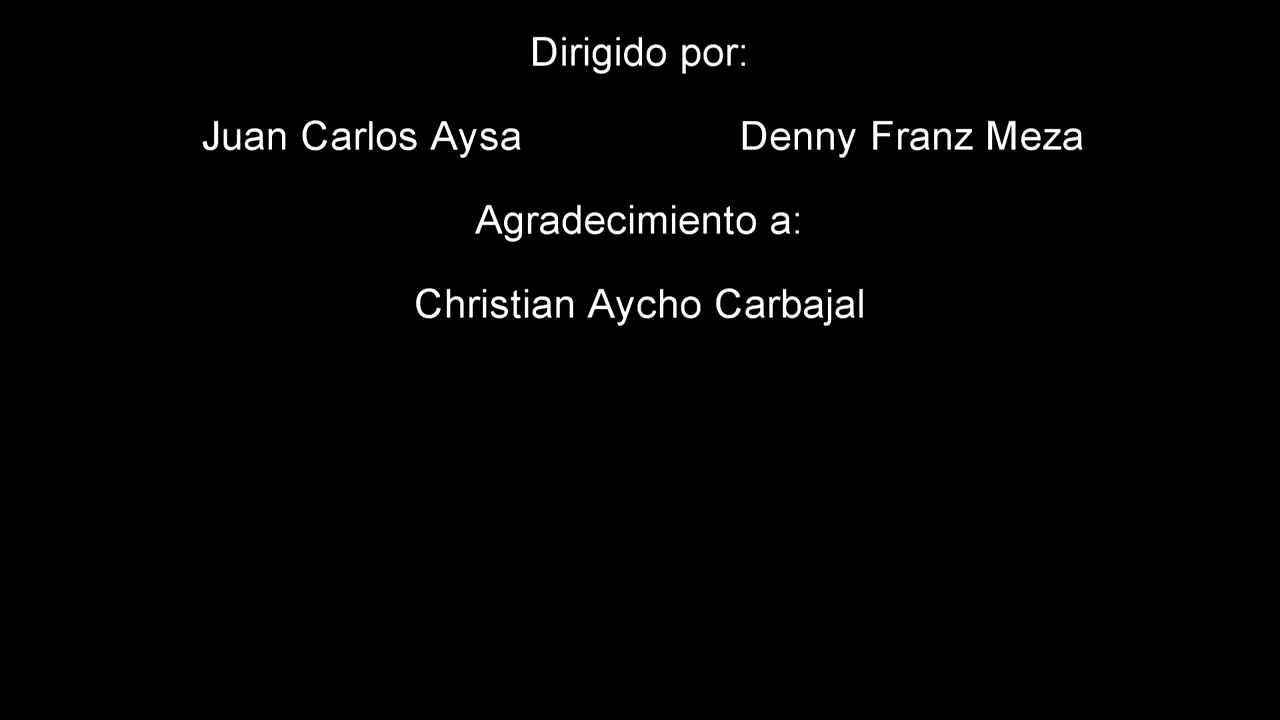 Dirigido por:
Juan Carlos Aysa Denny Franz Meza
Agradecimiento a:
Christian Aycho Carbajal